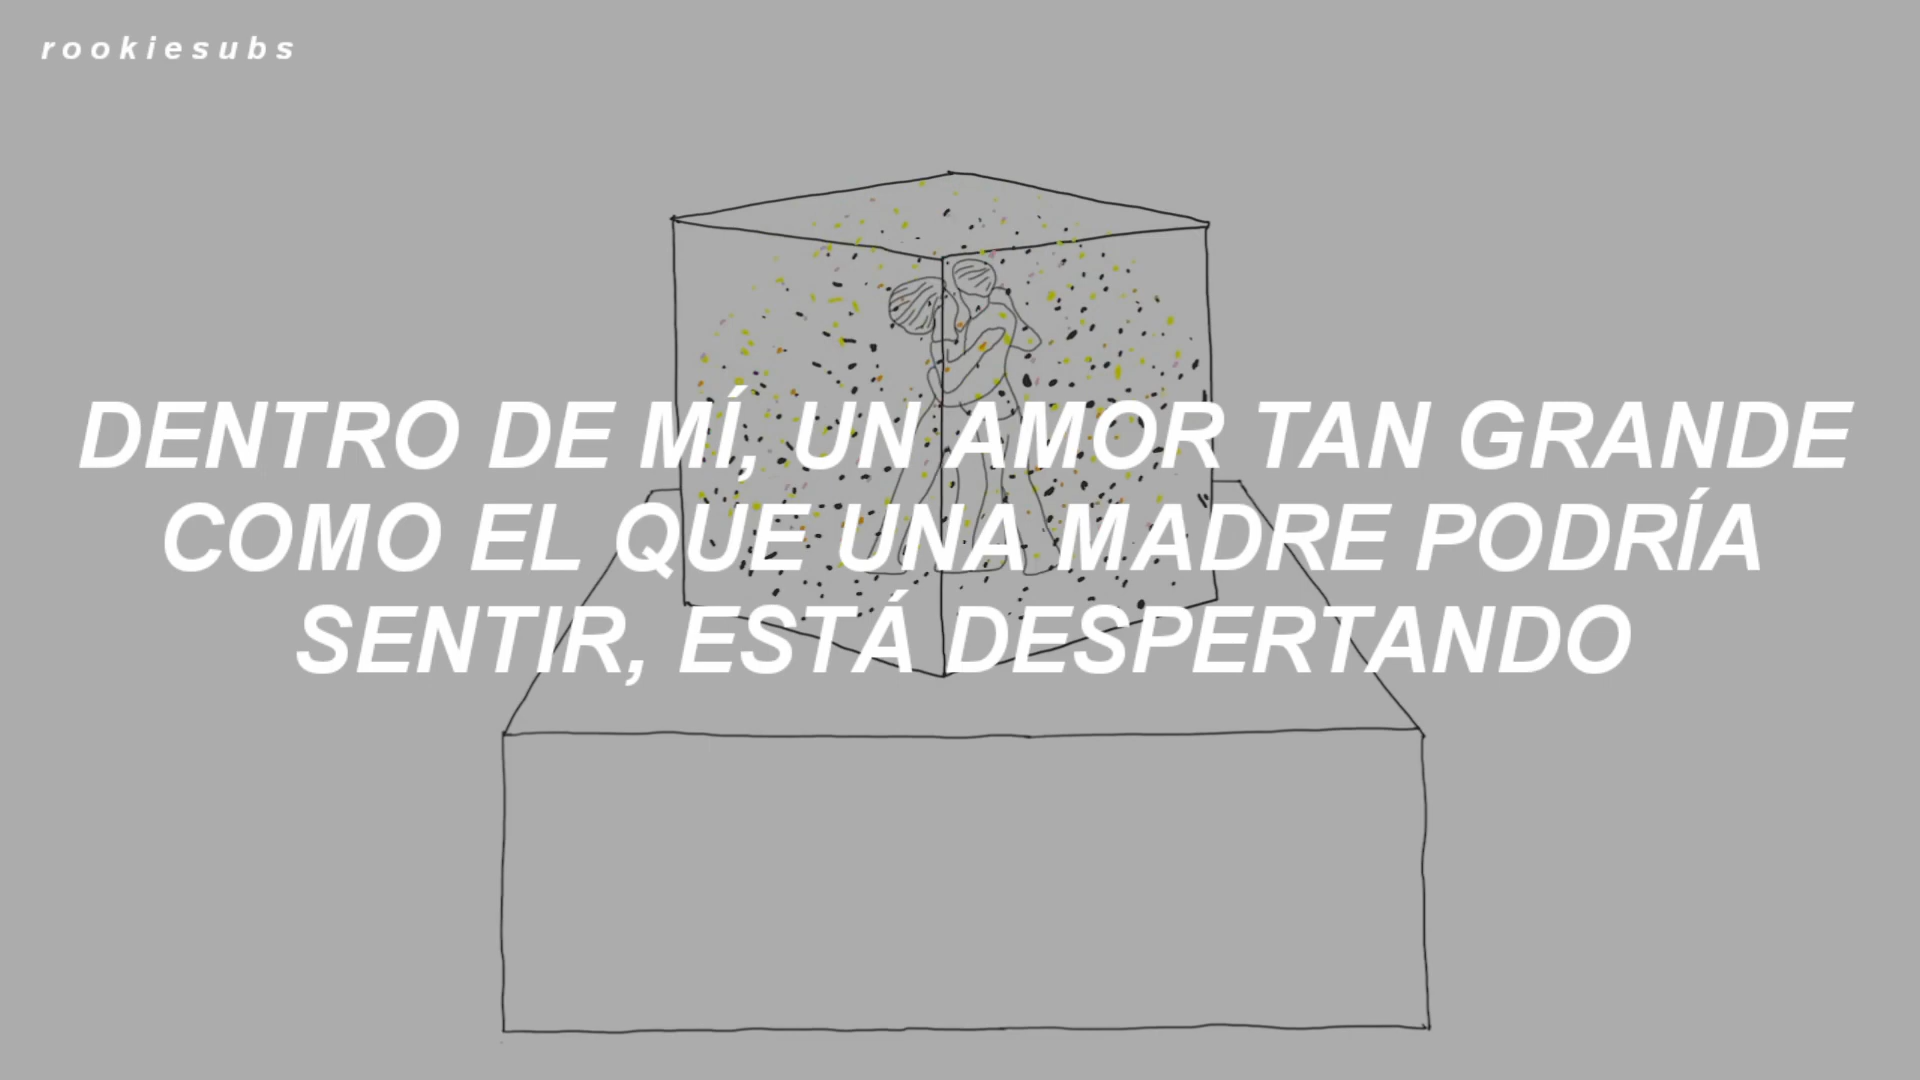 rookiesubs
DENTRO DE MÍ, UN AMOR TAN GRANDE
COMO EL QUE UNA MADRE PODRÍA
SENTIR, ESTÁ DESPERTANDO